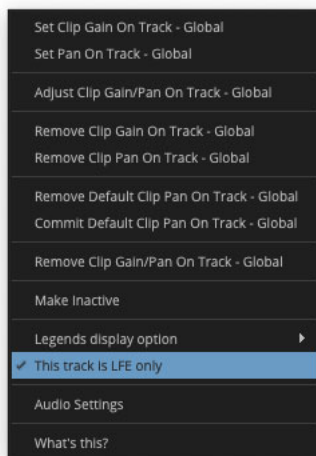 Set Clip Gain On Track - Global
Set Pan On Track - Global
Adjust Clip Gain/Pan On Track - Global
Remove Clip Gain On Track - Global
Remove Clip Pan On Track - Global
Remove Default Clip Pan On Track - Global
Commit Default Clip Pan On Track - Global
Remove Clip Gain/Pan On Track - Global
Make Inactive
Legends display option
This track is LFE only
Audio Settings
What's this?